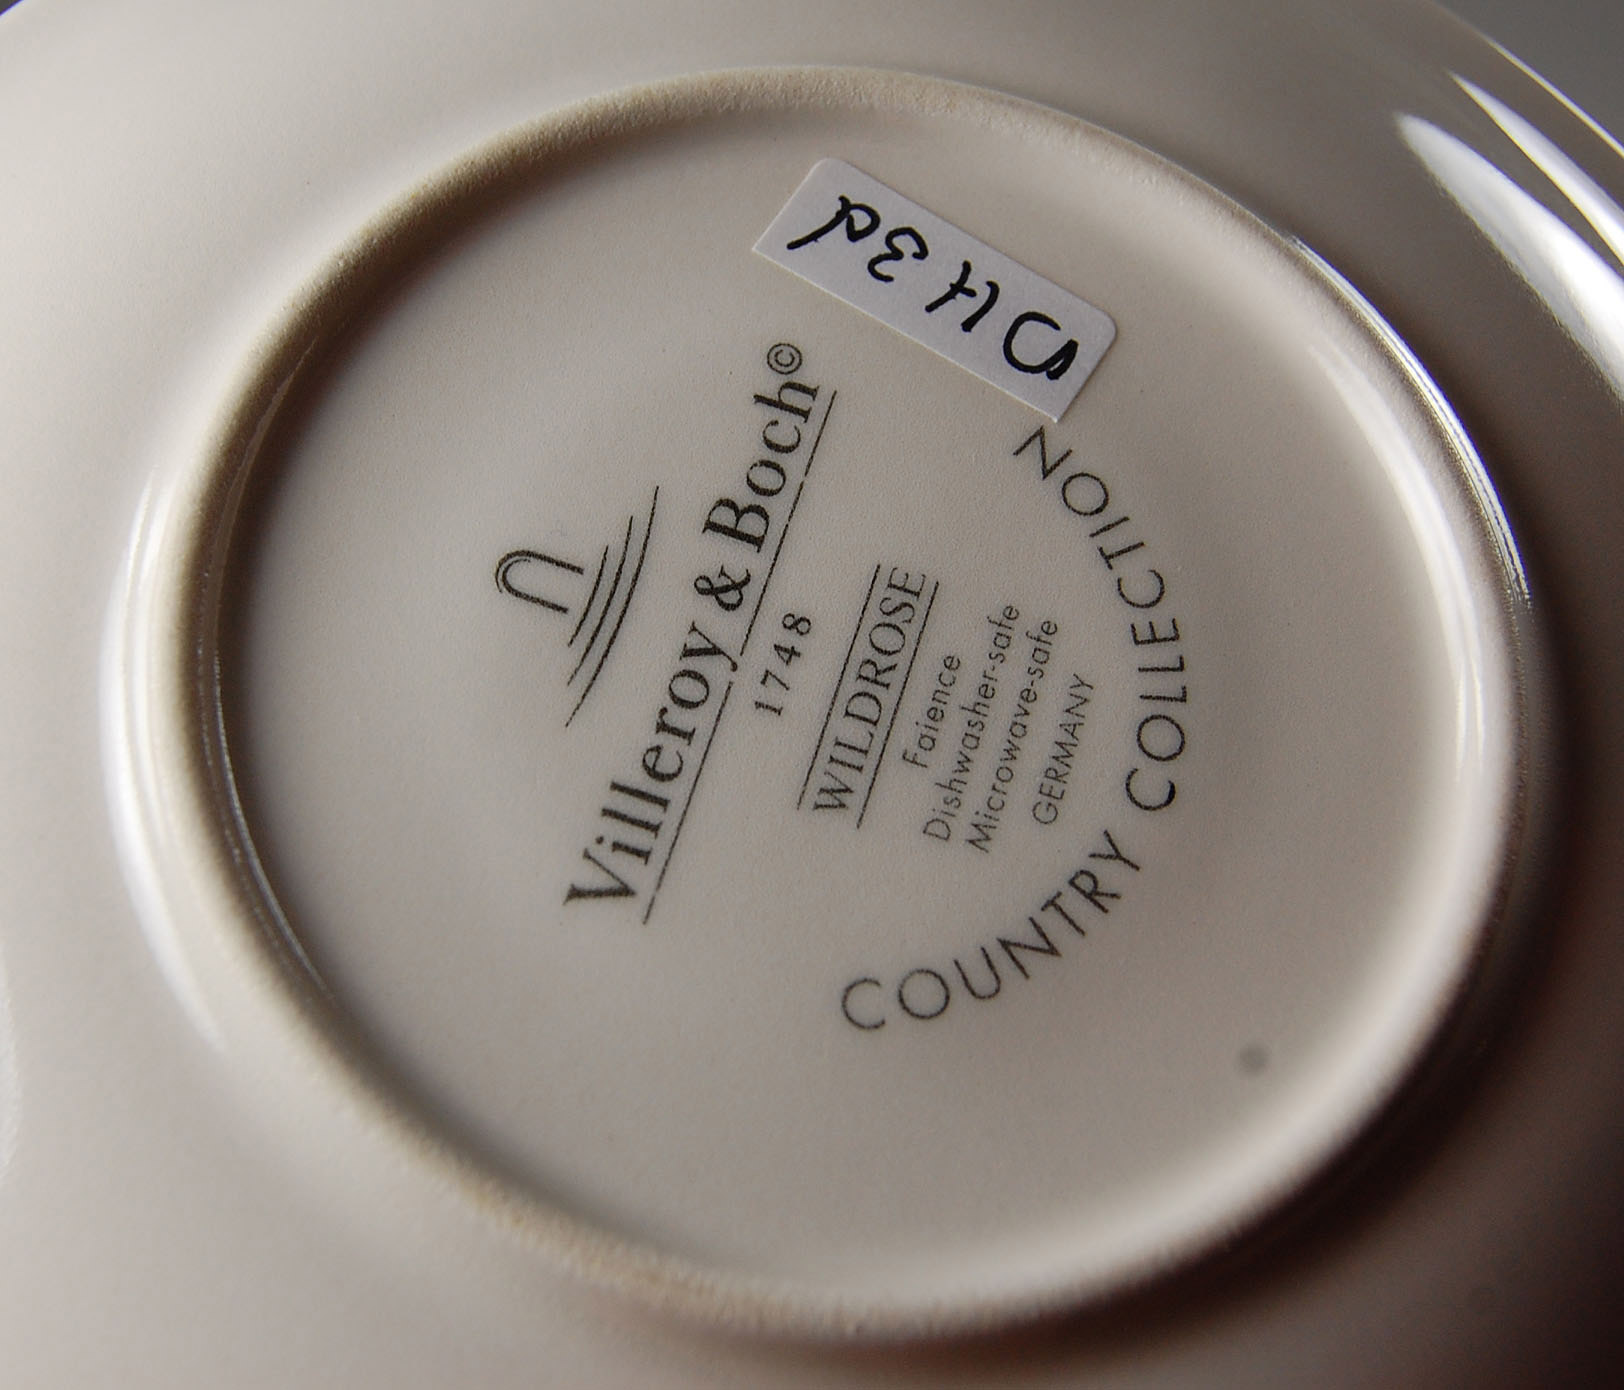 Villeroy & Boch©
1748
WILDROSE
Faience
Dishwasher-safe
Microwave-safe
GERMANY
COUNTRY COLLECTION